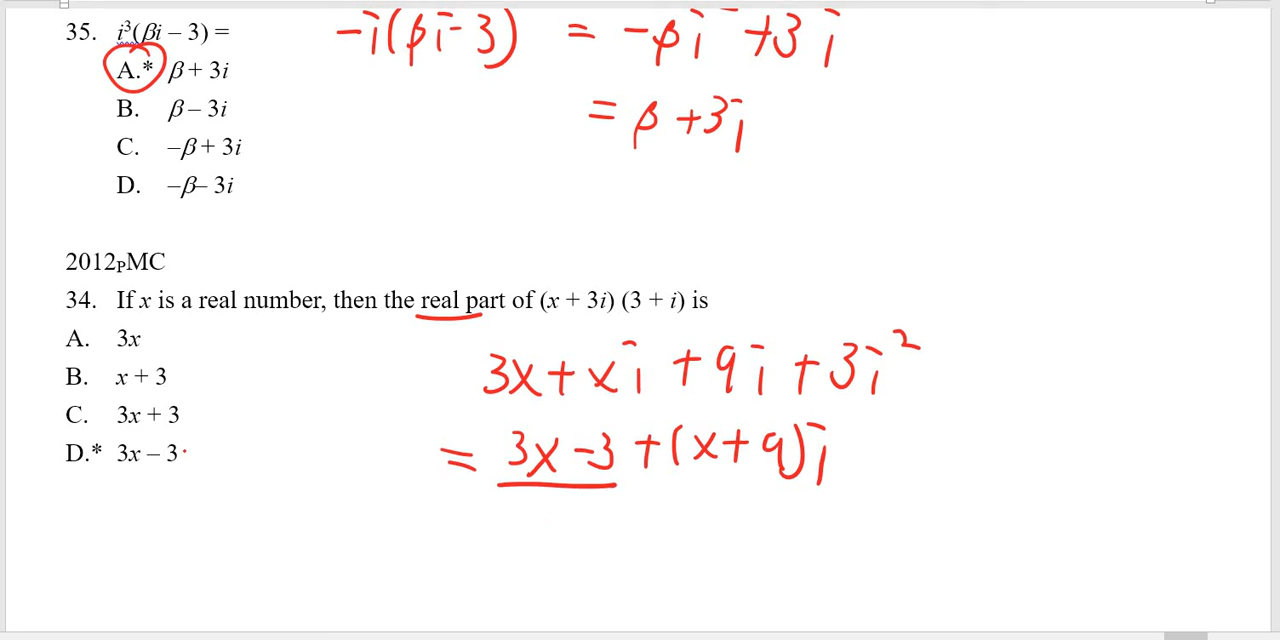 35. i³(βi – 3) = -i(βi-3) = -βi² +3i
A.* β + 3i
= β +3i
B. β – 3i
C. –β + 3i
D. –β– 3i
2012pMC
34. If x is a real number, then the real part of (x + 3i) (3 + i) is
A. 3x
3x + xi + 9i + 3i²
B. x + 3
C. 3x + 3
= 3x -3 + (x+9)i
D.* 3x – 3